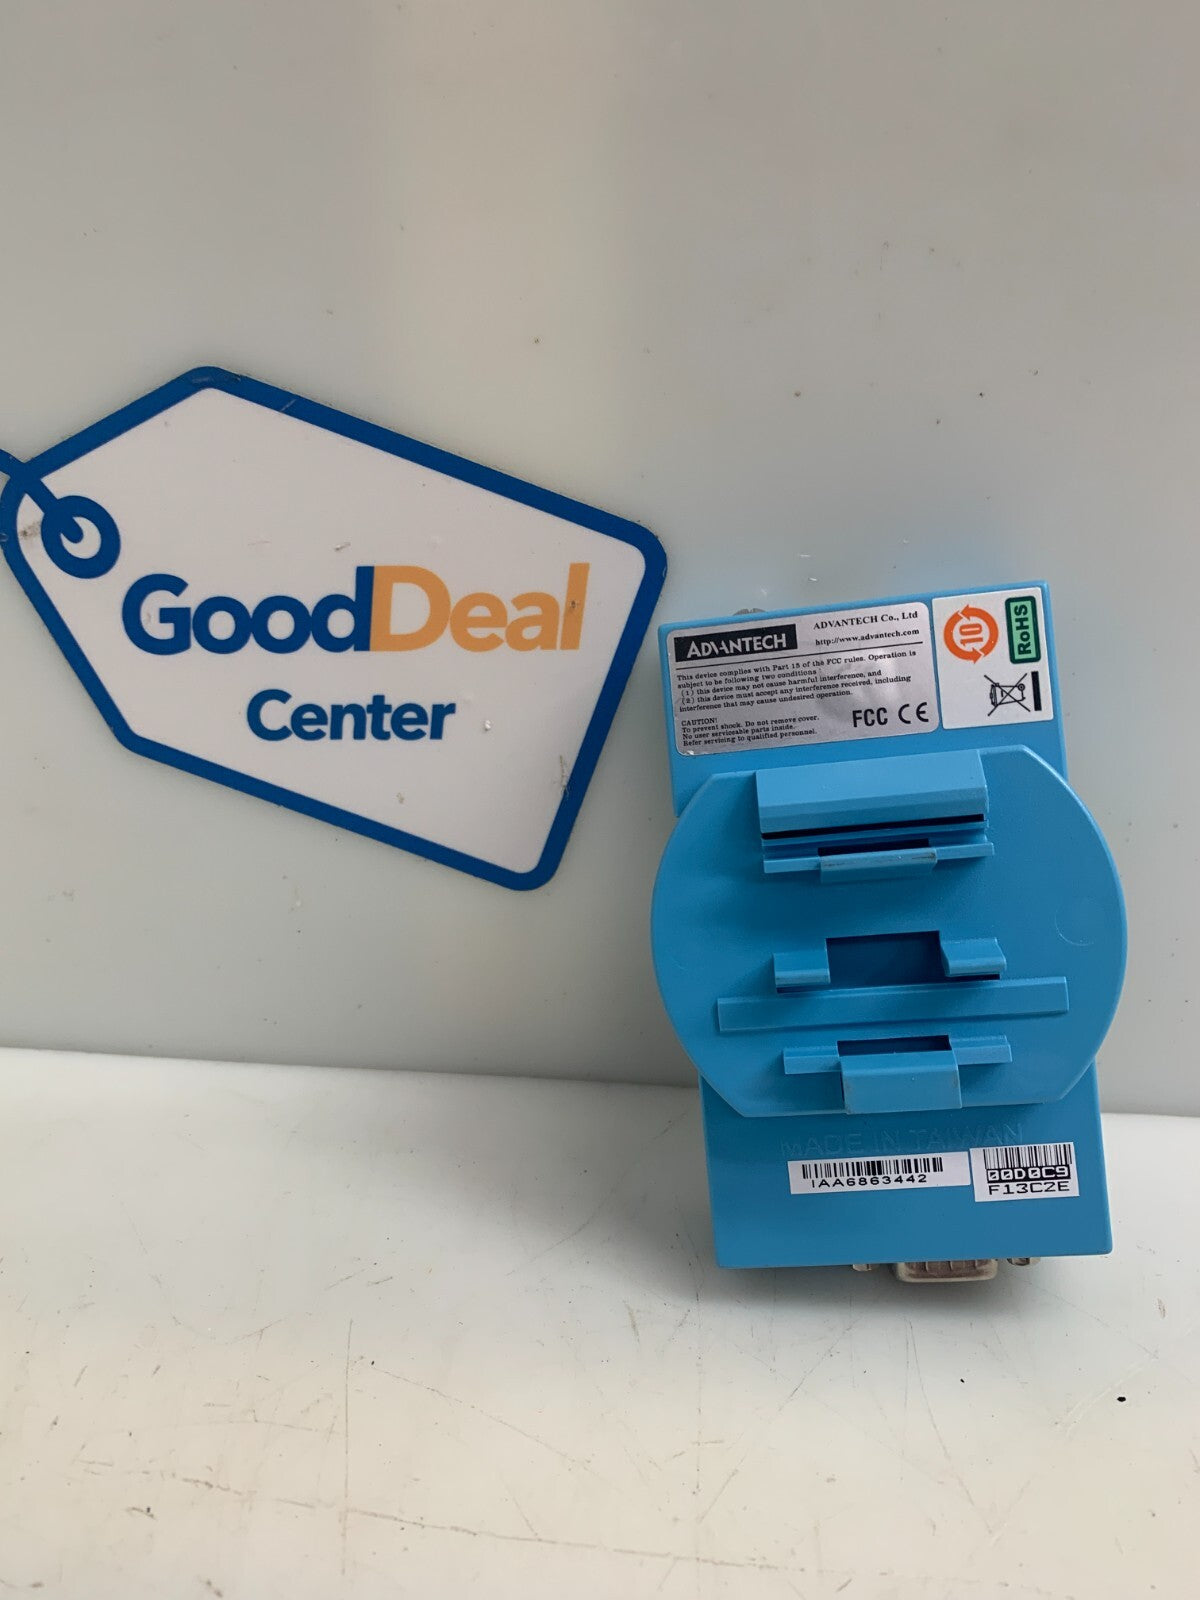 GoodDeal
Center
ADVANTECH
ADVANTECH Co., Ltd
http://www.advantech.com
This device complies with Part 15 of the FCC rules. Operation is
subject to be following two conditions :
(1) this device may not cause harmful interference, and
(2) this device must accept any interference received, including
interference that may cause undesired operation.
CAUTION!
To prevent shock. Do not remove cover.
No user serviceable parts inside.
Refer servicing to qualified personnel.
FCC CE
10
RoHS
MADE IN TAIWAN
IAA6863442
00D0C9
F13C2E